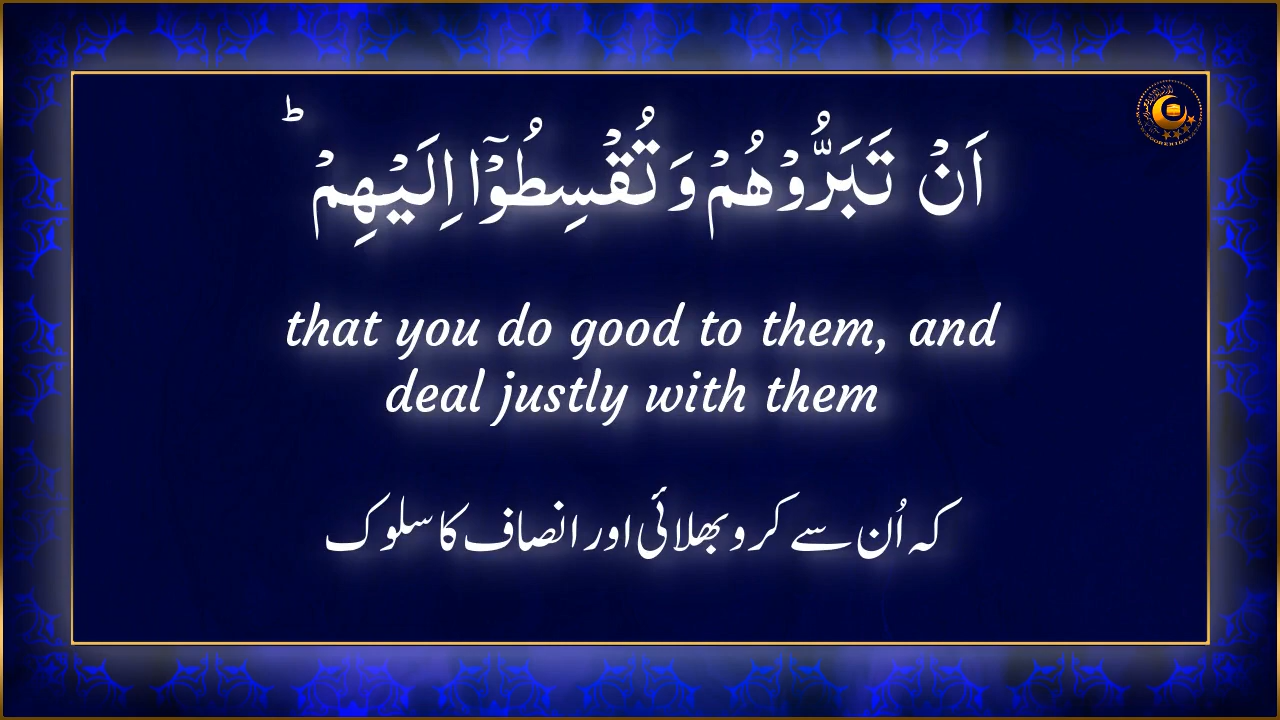 اَنْ تَبَرُّوْهُمْ وَ تُقْسِطُوْۤا اِلَیْهِمْؕ
that you do good to them, and
deal justly with them
کہ اُن سے کرو بھلائی اور انصاف کا سلوک